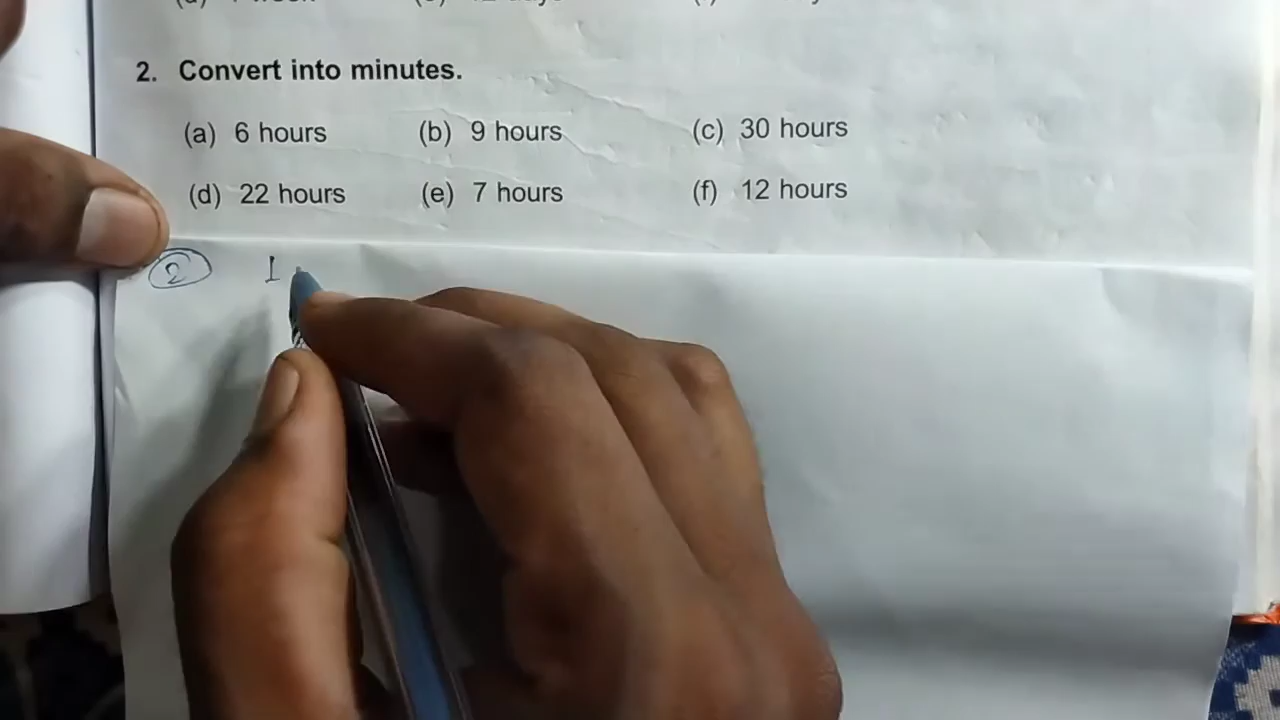 2. Convert into minutes.
(a) 6 hours (b) 9 hours (c) 30 hours
(d) 22 hours (e) 7 hours (f) 12 hours
2 1